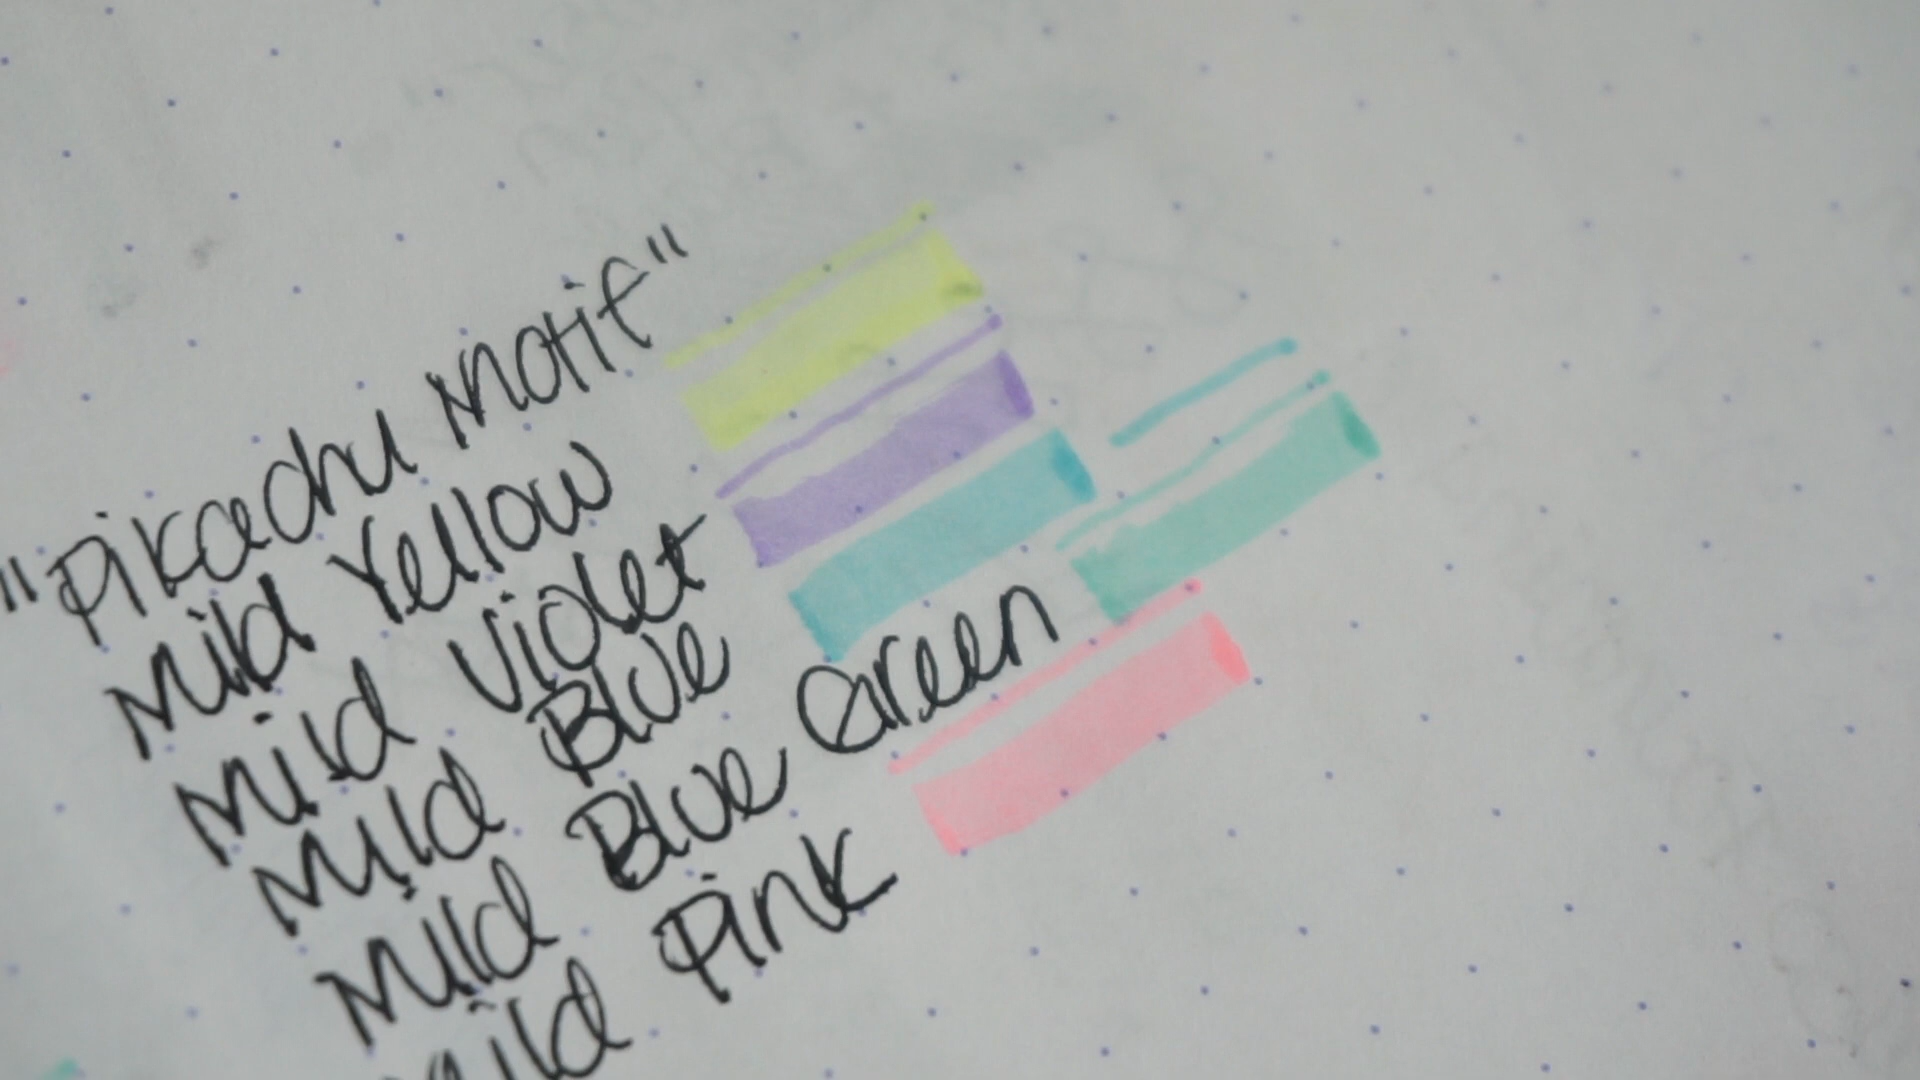 "Pikachu Motif"
Mild Yellow
Mild Violet
Mild Blue
Mild Blue Green
Mild Pink